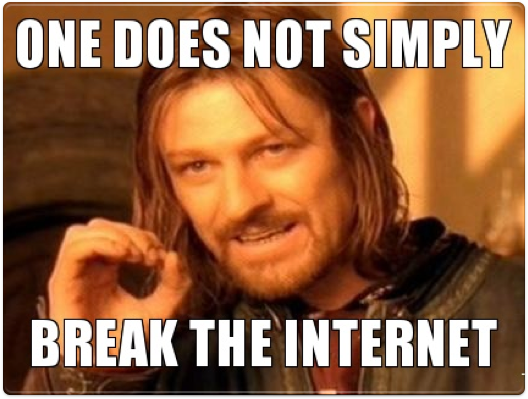 ONE DOES NOT SIMPLY
BREAK THE INTERNET